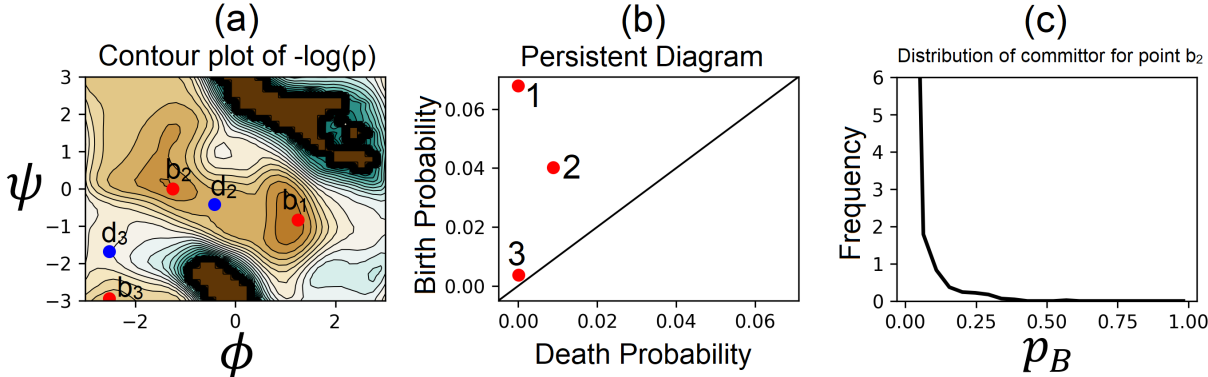 (a)
Contour plot of -log(p)
3
2
1
0
−1
−2
−3
ψ
b₂
d₂
b₁
d₃
b₃
−2
0
2
ϕ
(b)
Persistent Diagram
Birth Probability
0.06
0.04
0.02
0.00
1
2
3
0.00
0.02
0.04
0.06
Death Probability
(c)
Distribution of committor for point b₂
Frequency
6
5
4
3
2
1
0
0.00
0.25
0.50
0.75
1.00
p_B